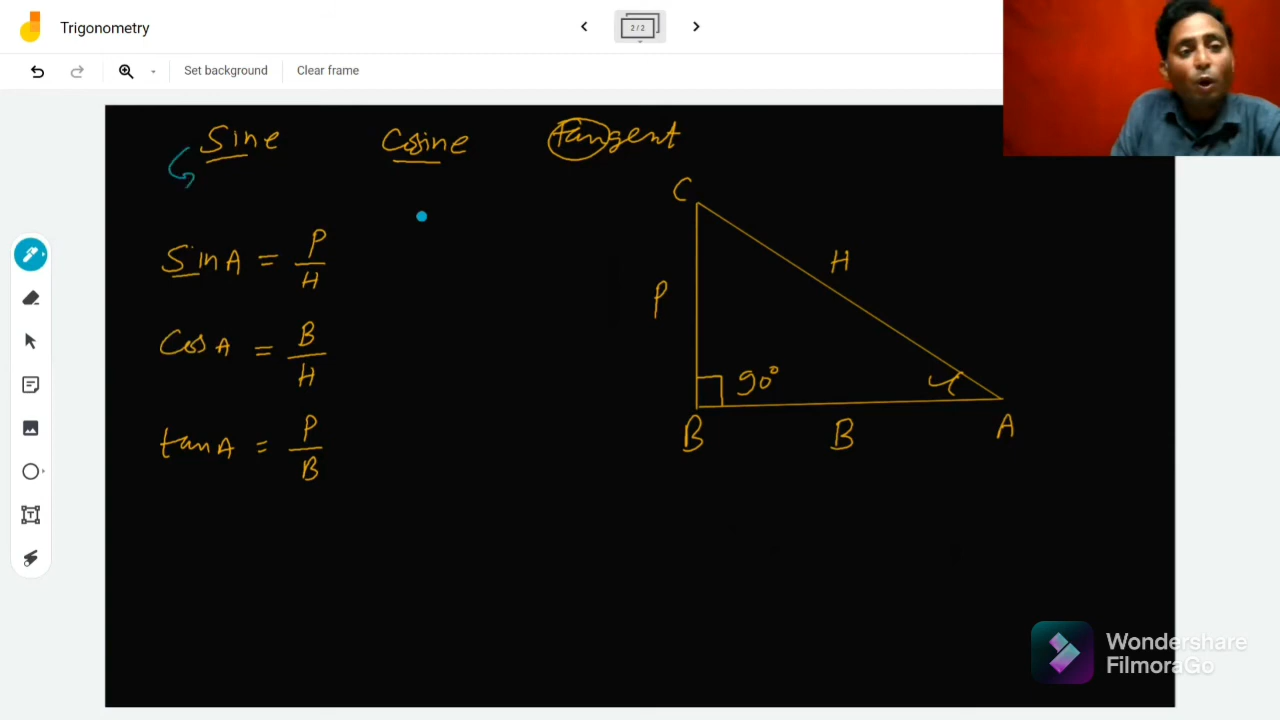 Trigonometry
2 / 2
Set background
Clear frame
Sine Cosine tangent
C
Sin A = P/H
H
P
Cos A = B/H
90°
tan A = P/B
B B A
Wondershare
FilmoraGo